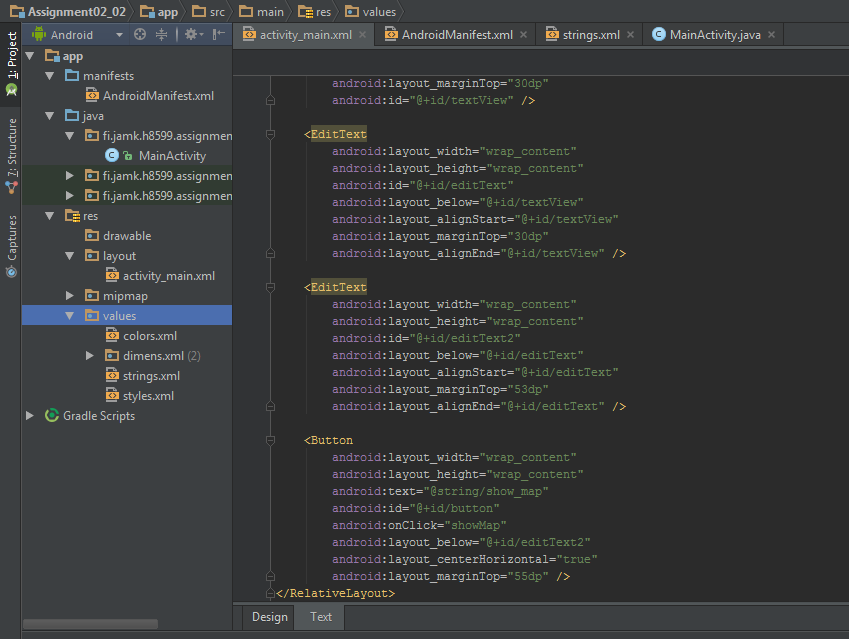 Assignment02_02 app src main res values
1: Project
7: Structure
Captures
Android
app
manifests
AndroidManifest.xml
java
fi.jamk.h8599.assignmen
MainActivity
fi.jamk.h8599.assignmen
fi.jamk.h8599.assignmen
res
drawable
layout
activity_main.xml
mipmap
values
colors.xml
dimens.xml (2)
strings.xml
styles.xml
Gradle Scripts
activity_main.xml × AndroidManifest.xml × strings.xml × MainActivity.java ×
android:layout_marginTop="30dp"
android:id="@+id/textView" />
<EditText
android:layout_width="wrap_content"
android:layout_height="wrap_content"
android:id="@+id/editText"
android:layout_below="@+id/textView"
android:layout_alignStart="@+id/textView"
android:layout_marginTop="30dp"
android:layout_alignEnd="@+id/textView" />
<EditText
android:layout_width="wrap_content"
android:layout_height="wrap_content"
android:id="@+id/editText2"
android:layout_below="@+id/editText"
android:layout_alignStart="@+id/editText"
android:layout_marginTop="53dp"
android:layout_alignEnd="@+id/editText" />
<Button
android:layout_width="wrap_content"
android:layout_height="wrap_content"
android:text="@string/show_map"
android:id="@+id/button"
android:onClick="showMap"
android:layout_below="@+id/editText2"
android:layout_centerHorizontal="true"
android:layout_marginTop="55dp" />
</RelativeLayout>
Design Text